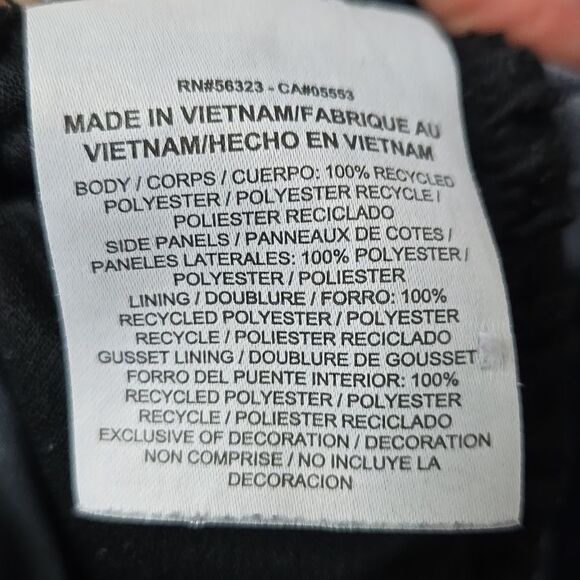 RN#56323 - CA#05553
MADE IN VIETNAM/FABRIQUE AU
VIETNAM/HECHO EN VIETNAM
BODY / CORPS / CUERPO: 100% RECYCLED
POLYESTER / POLYESTER RECYCLE /
POLIESTER RECICLADO
SIDE PANELS / PANNEAUX DE COTES /
PANELES LATERALES: 100% POLYESTER /
POLYESTER / POLIESTER
LINING / DOUBLURE / FORRO: 100%
RECYCLED POLYESTER / POLYESTER
RECYCLE / POLIESTER RECICLADO
GUSSET LINING / DOUBLURE DE GOUSSET
FORRO DEL PUENTE INTERIOR: 100%
RECYCLED POLYESTER / POLYESTER
RECYCLE / POLIESTER RECICLADO
EXCLUSIVE OF DECORATION / DECORATION
NON COMPRISE / NO INCLUYE LA
DECORACION